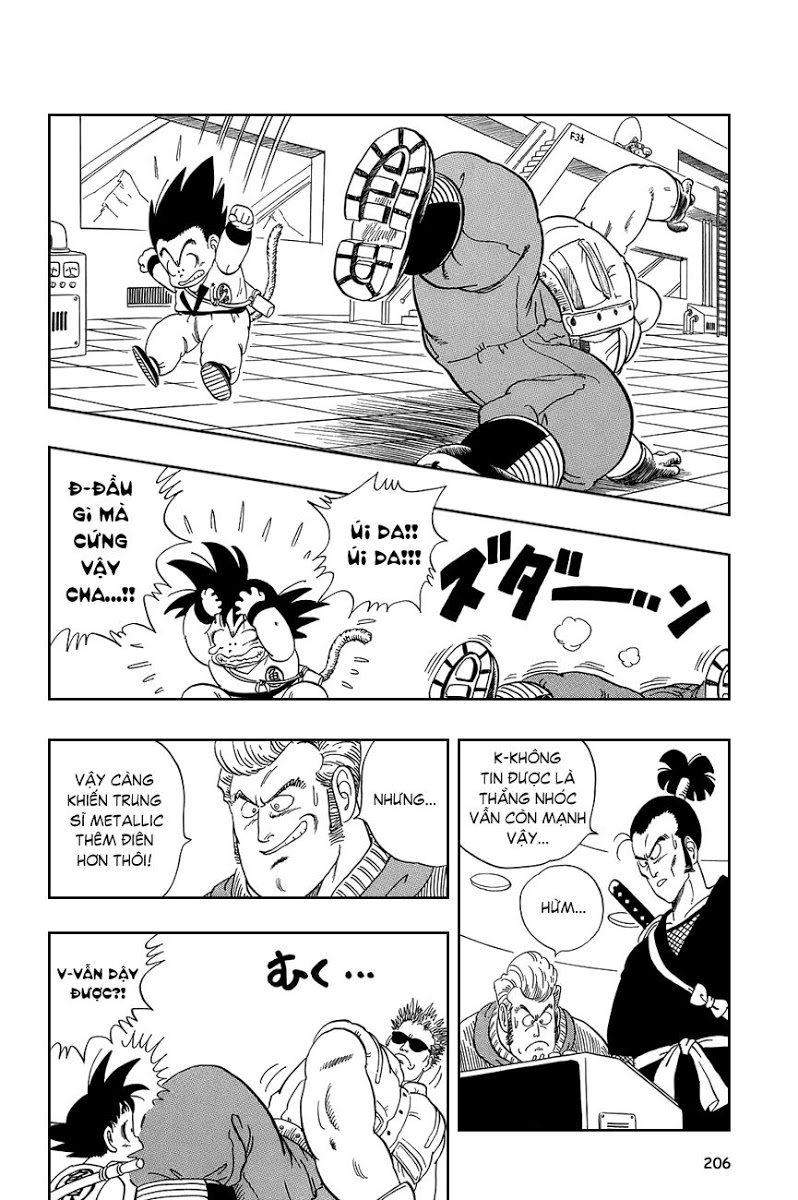 F3½
ÚI DA!!
ÚI DA!!!
Đ-ĐẦU
GÌ MÀ
CỨNG
VẬY
CHA...!!
ズダーーン
K-KHÔNG
TIN ĐƯỢC LÀ
THẰNG NHÓC
VẪN CÒN MẠNH
VẬY...
HỪM...
NHƯNG...
VẬY CÀNG
KHIẾN TRUNG
SĨ METALLIC
THÊM ĐIÊN
HƠN THÔI!
むく...
V-VẪN DẬY
ĐƯỢC?!
206